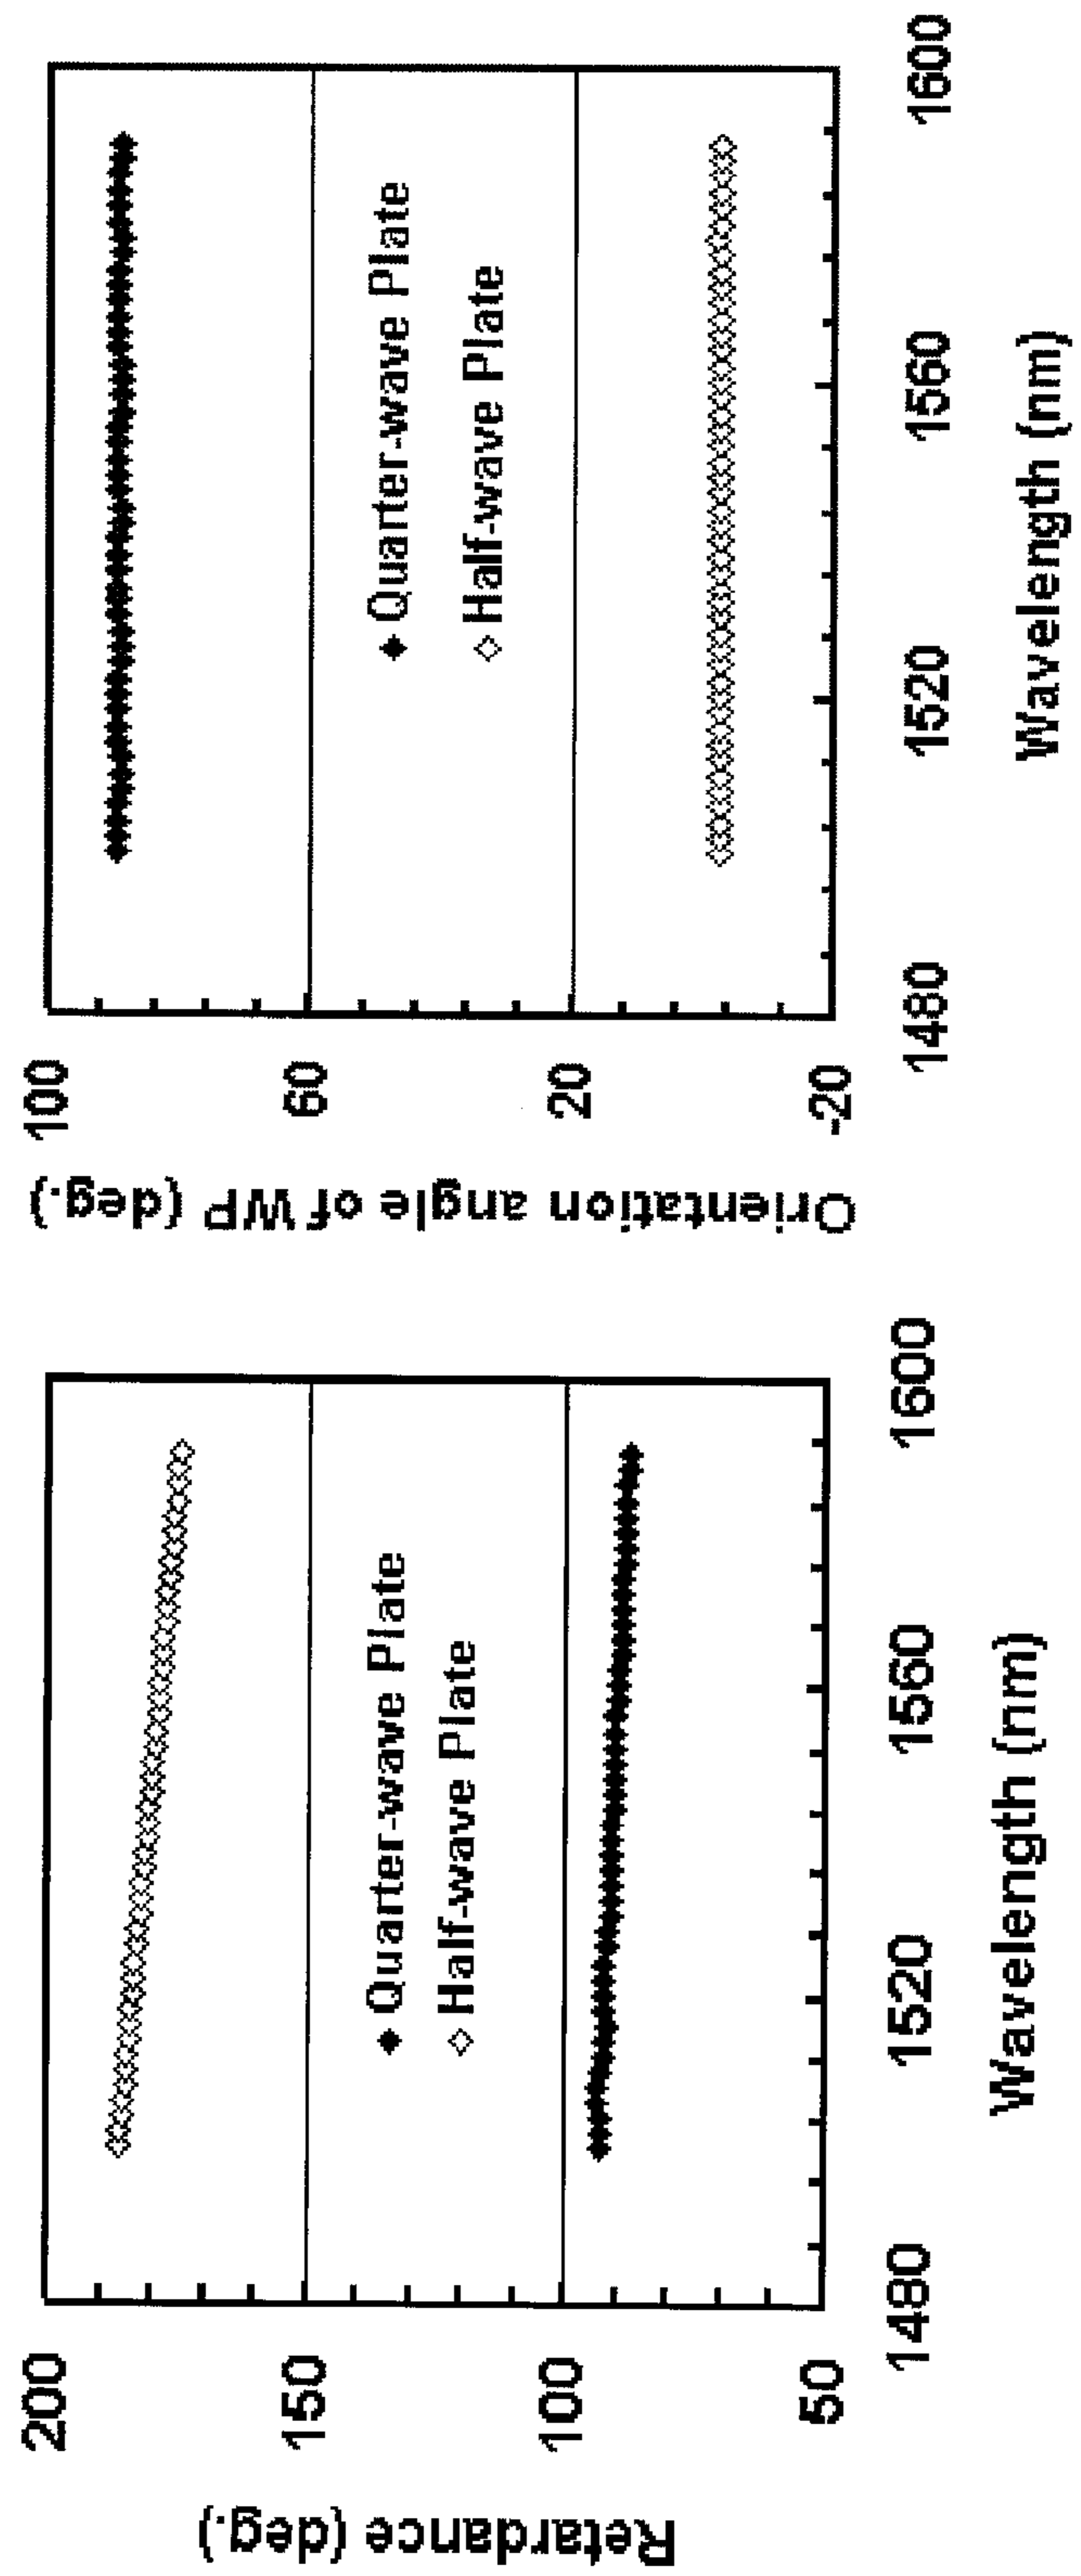 Retardance (deg.)
200
150
100
50
Quarter-wave Plate
Half-wave Plate
1480 1520 1560 1600
Wavelength (nm)
Orientation angle of WP (deg.)
100
60
20
-20
Quarter-wave Plate
Half-wave Plate
1480 1520 1560 1600
Wavelength (nm)